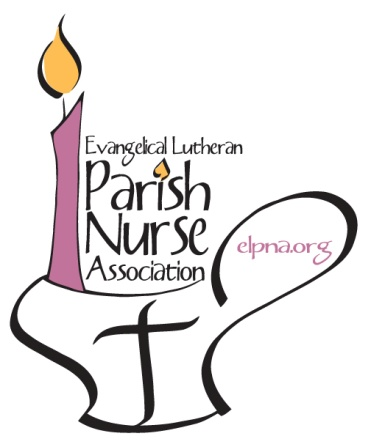 Evangelical Lutheran
Parish
Nurse
Association
elpna.org